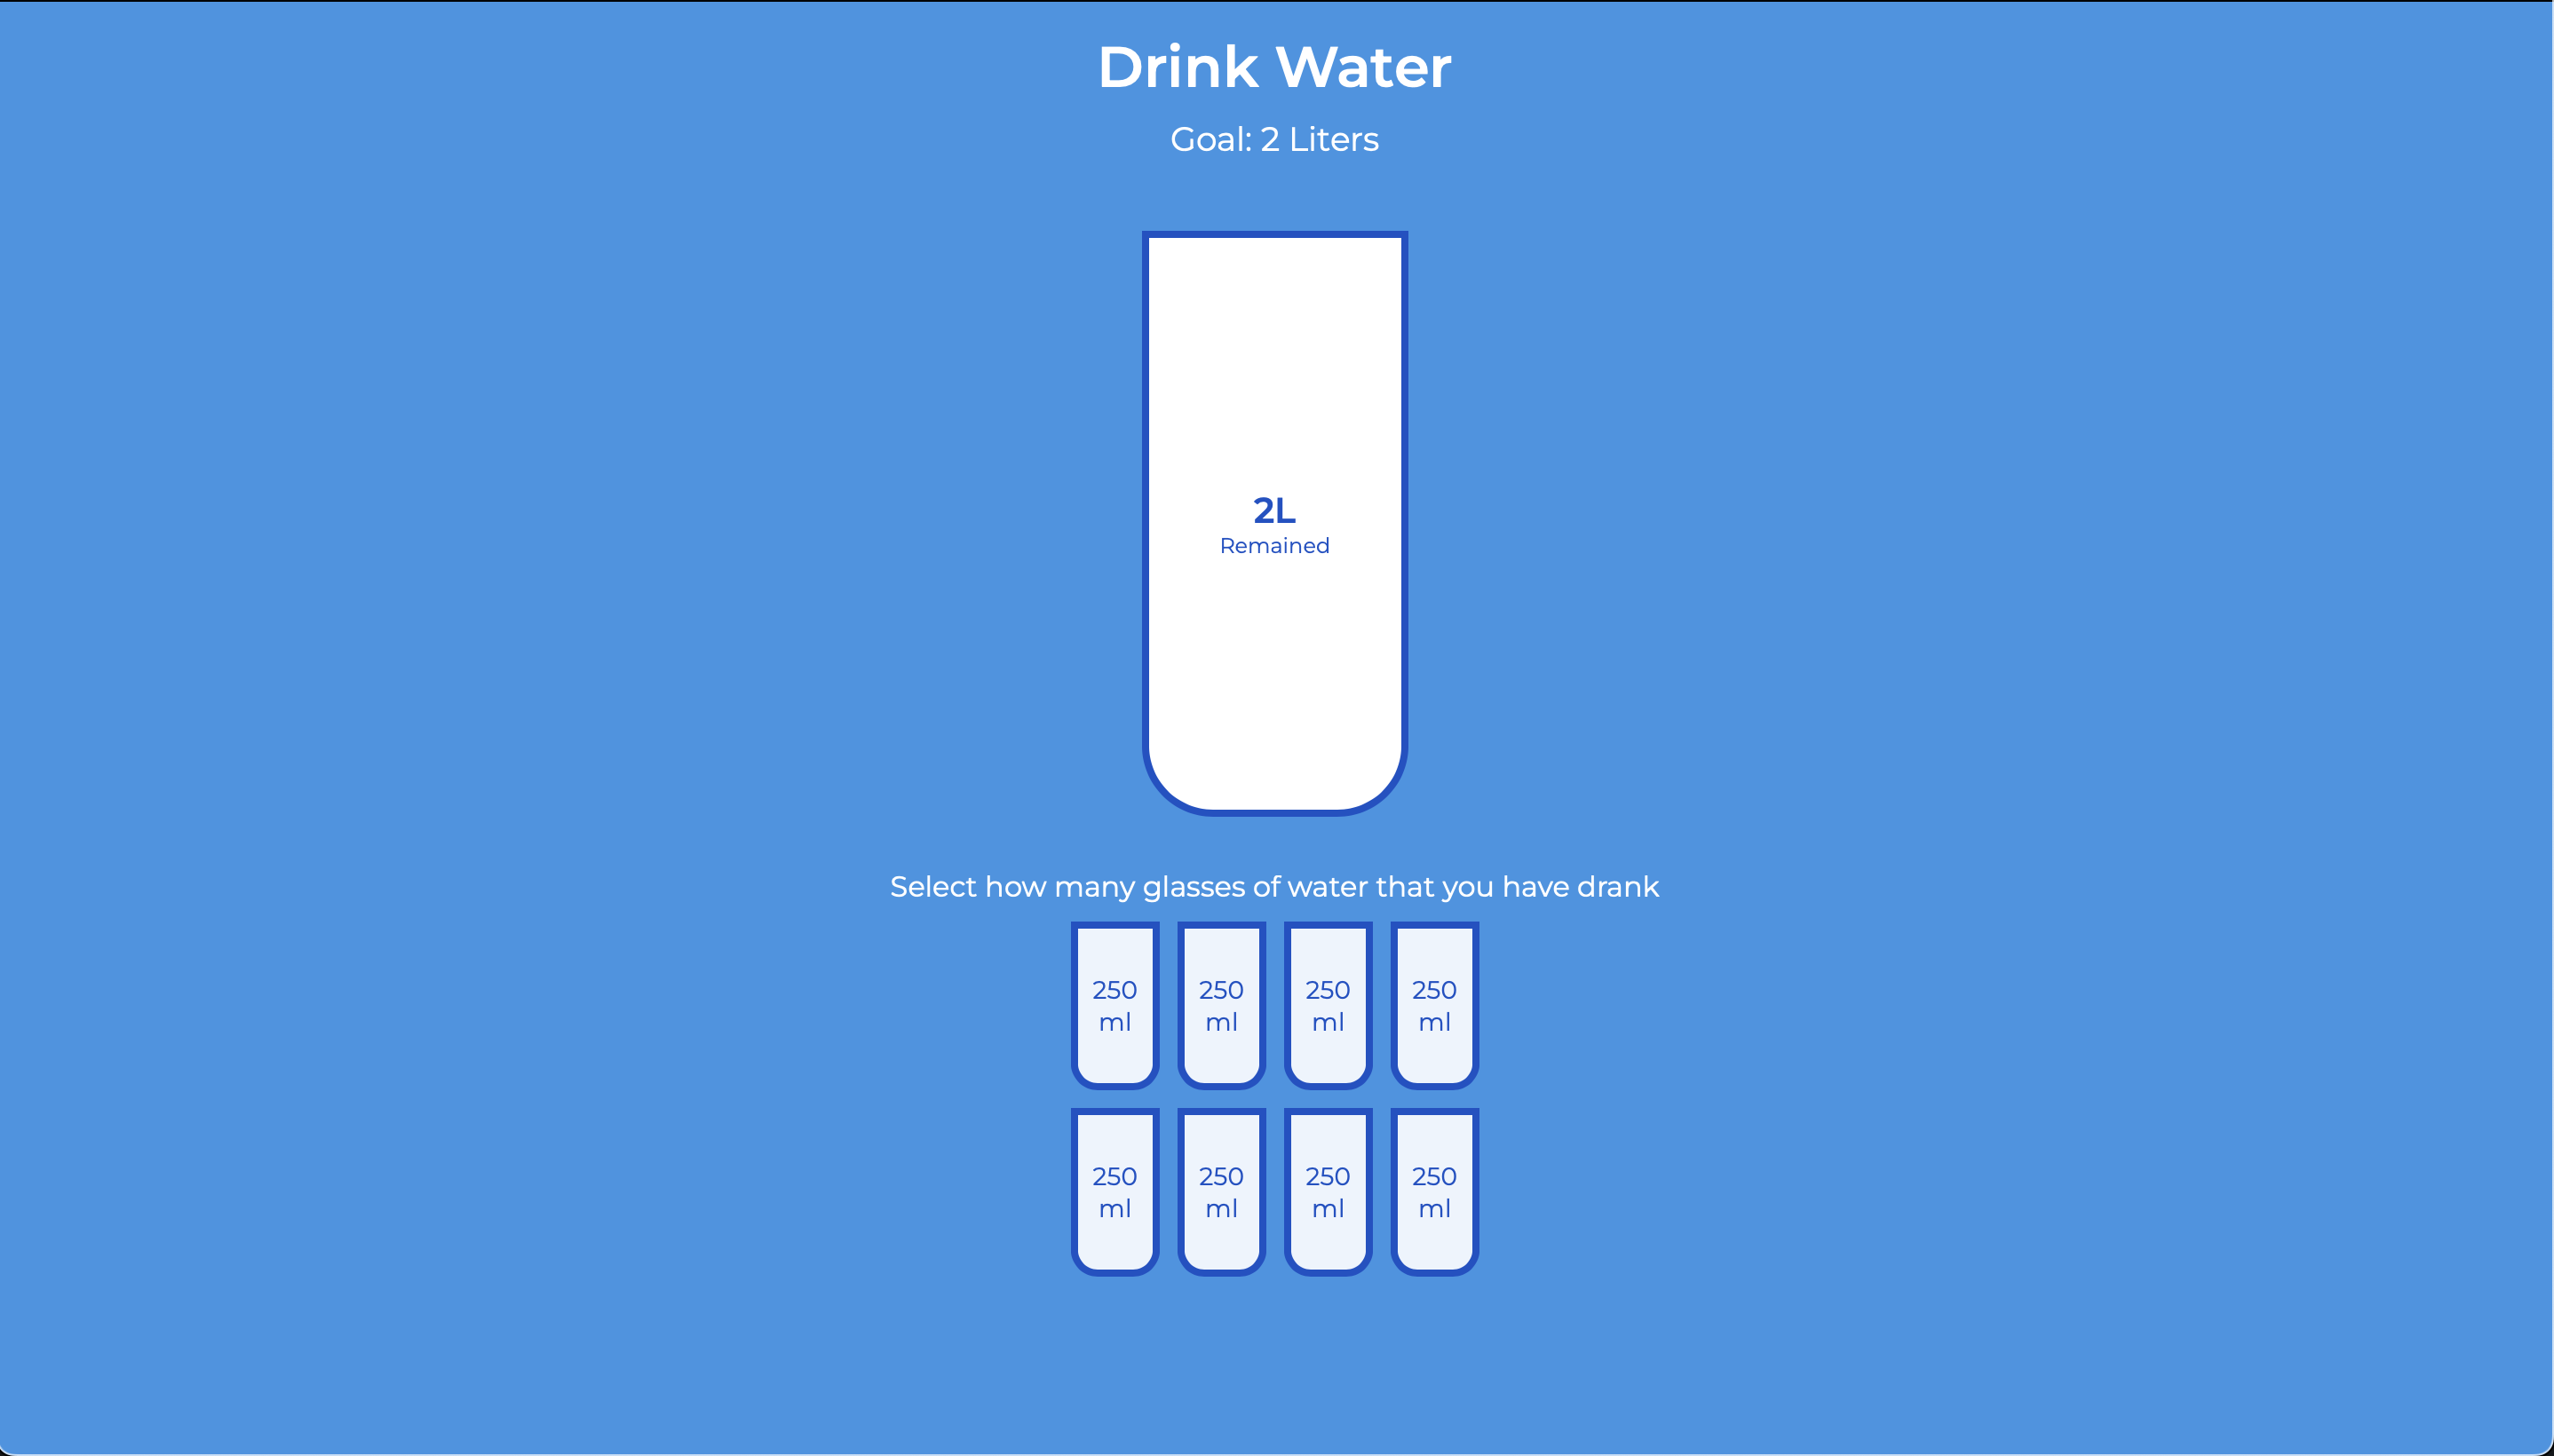 Drink Water
Goal: 2 Liters
2L
Remained
Select how many glasses of water that you have drank
250 250 250 250
ml ml ml ml
250 250 250 250
ml ml ml ml